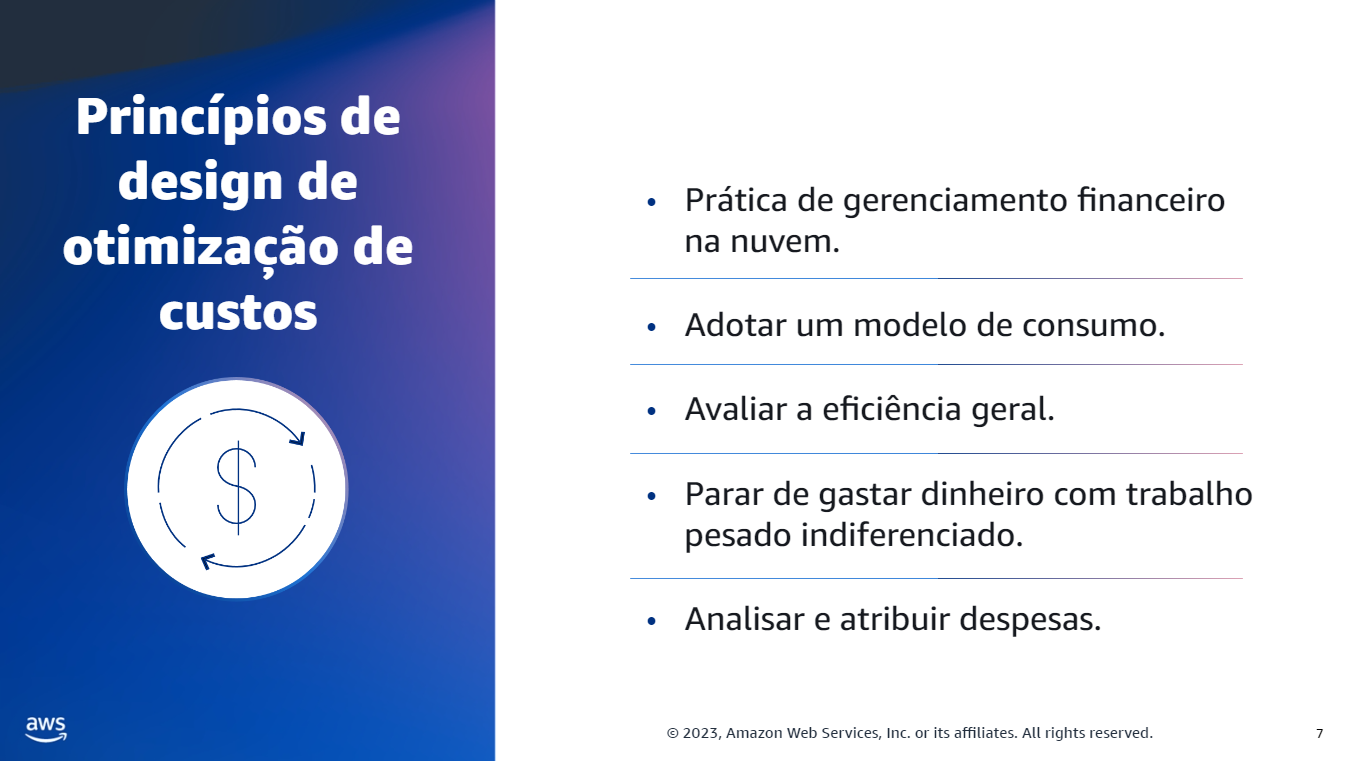 Princípios de
design de
otimização de
custos
• Prática de gerenciamento financeiro
na nuvem.
• Adotar um modelo de consumo.
• Avaliar a eficiência geral.
• Parar de gastar dinheiro com trabalho
pesado indiferenciado.
• Analisar e atribuir despesas.
$
aws
© 2023, Amazon Web Services, Inc. or its affiliates. All rights reserved.
7